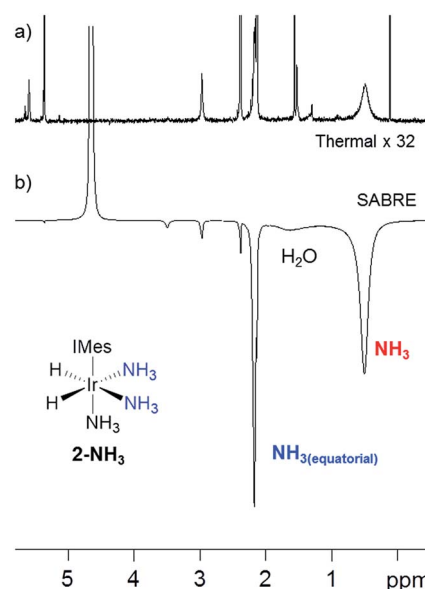 a)
Thermal x 32
b)
SABRE
H₂O
NH₃
IMes
H
NH₃
Ir
H
NH₃
NH₃
2-NH₃
NH₃(equatorial)
5 4 3 2 1 ppm